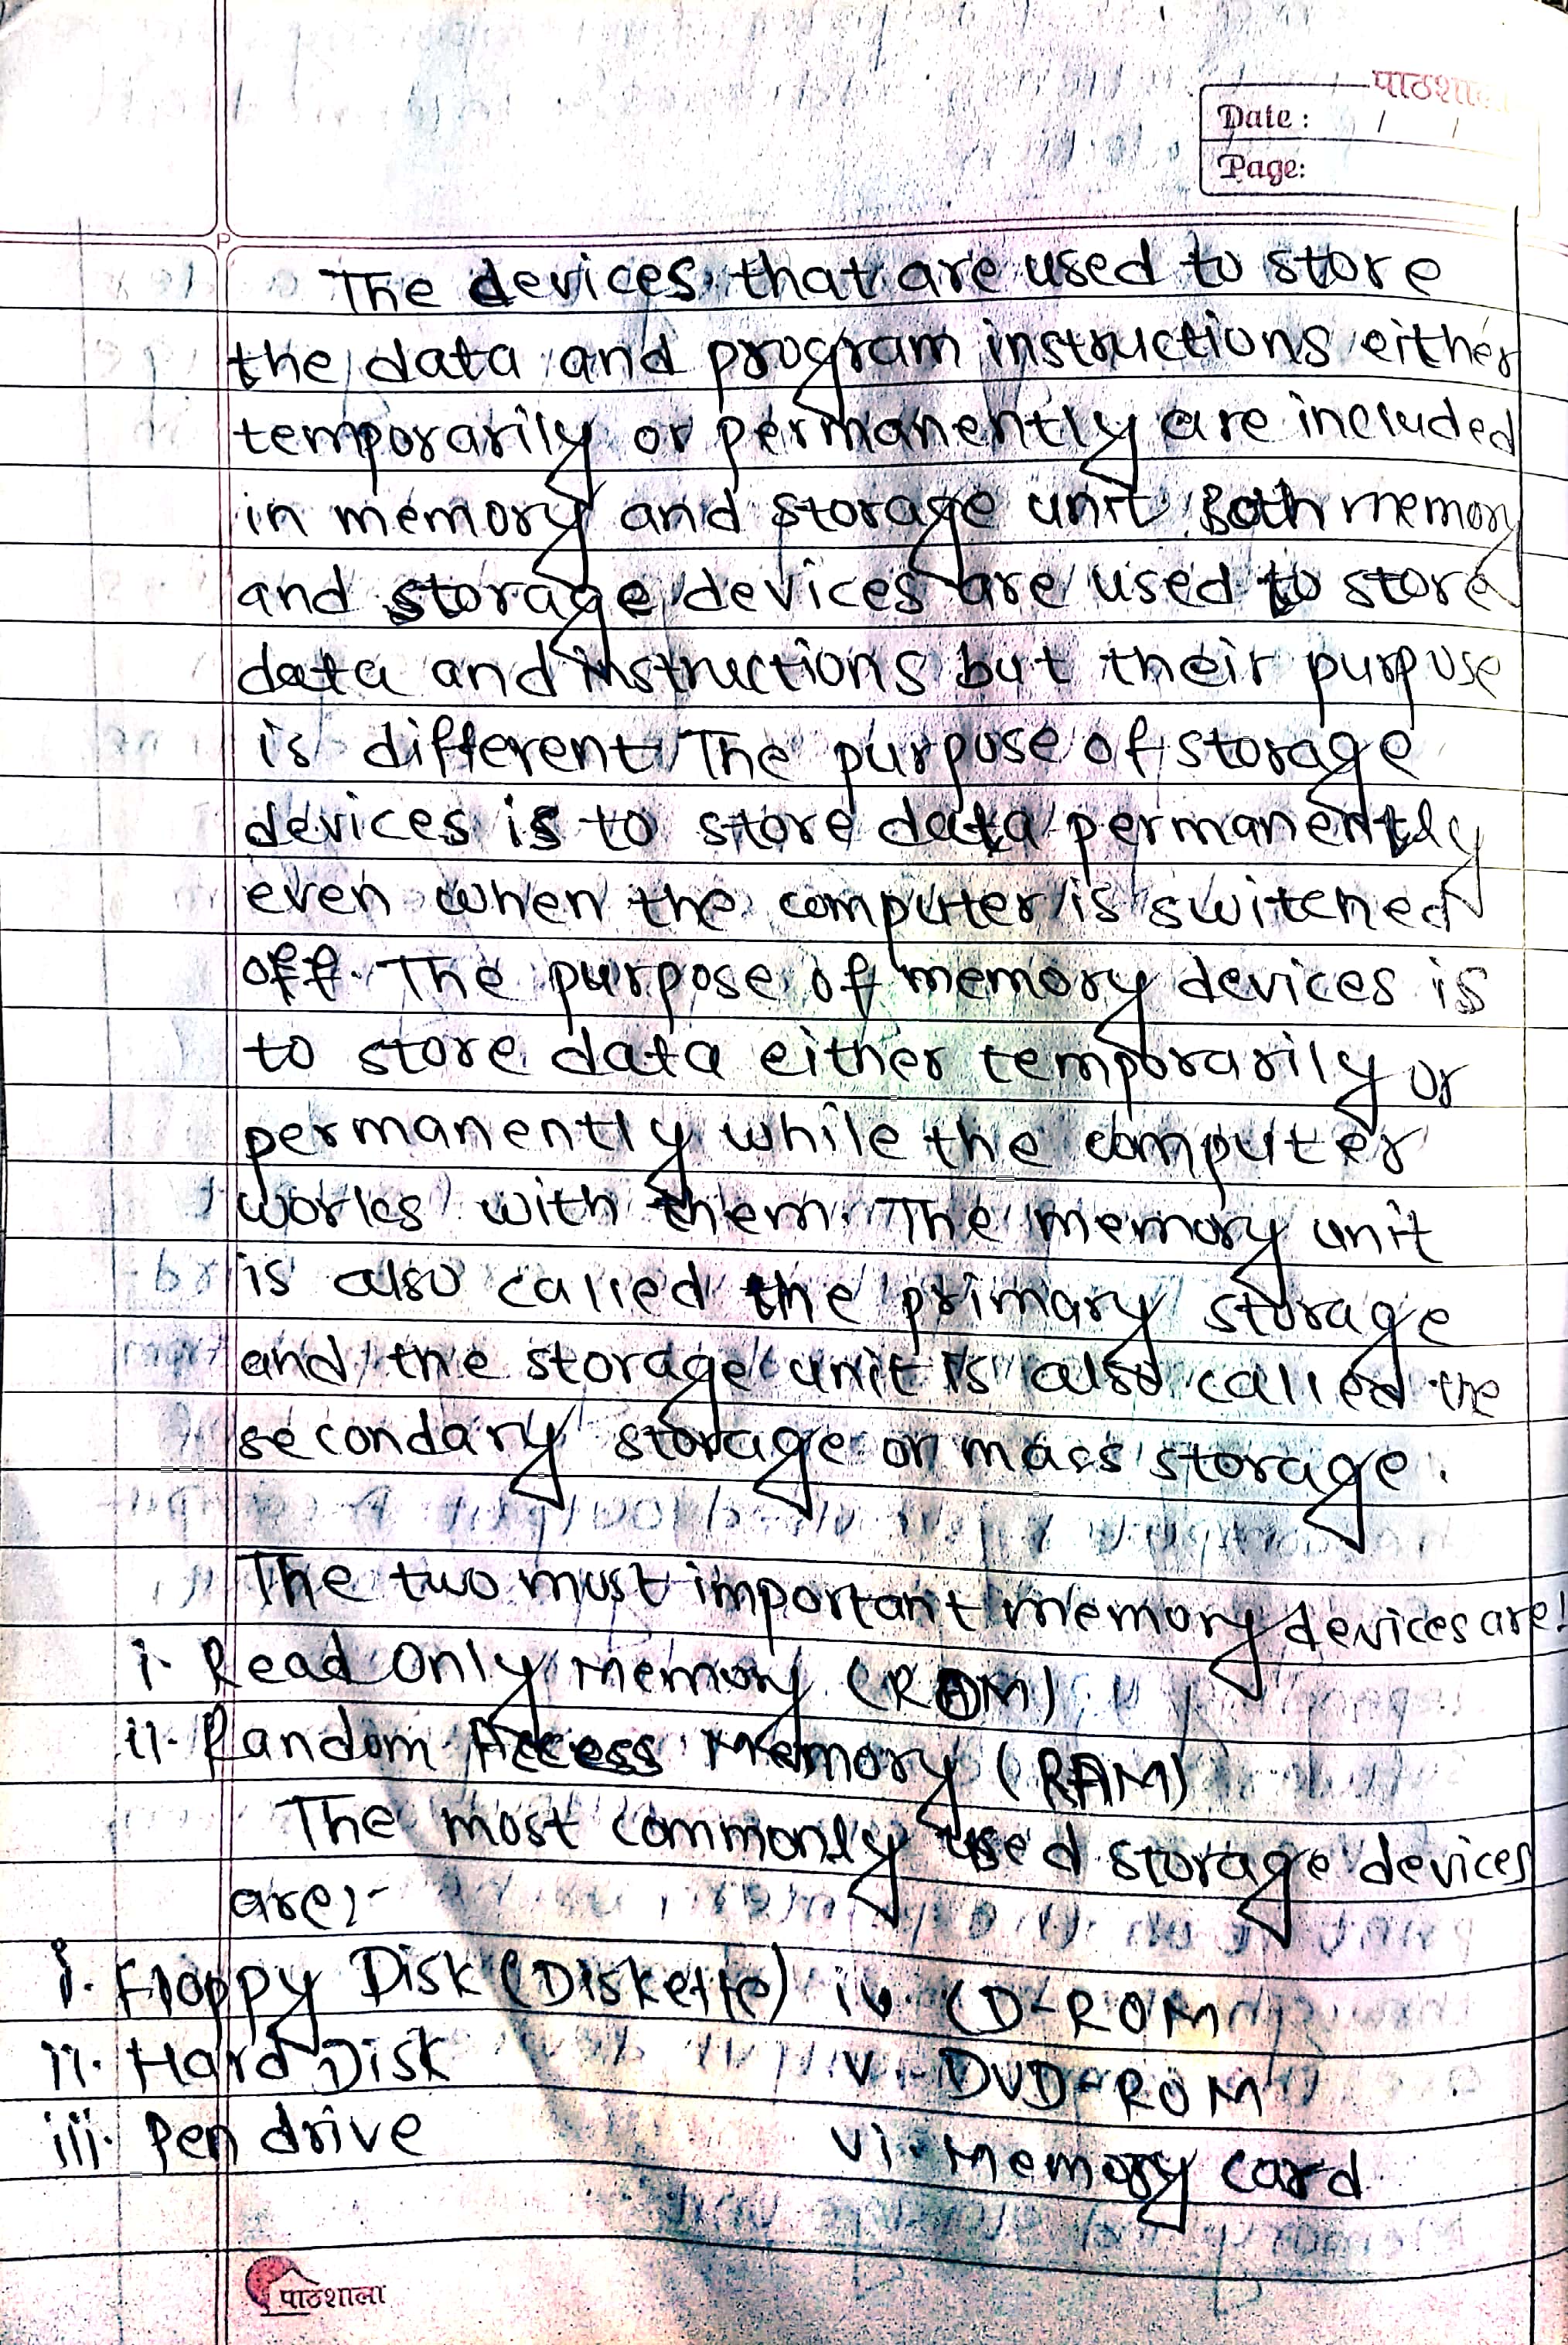 पाठशाला
Date : / /
Page:
The devices that are used to store
the data and program instructions either
temporarily or permanently are included
in memory and storage unit. Both memory
and storage devices are used to store
data and instructions but their purpose
is different. The purpose of storage
devices is to store data permanently
even when the computer is switched
off. The purpose of memory devices is
to store data either temporarily or
permanently while the computer
works with them. The memory unit
is also called the primary storage
and the storage unit is also called the
secondary storage or mass storage.
The two most important memory devices are:
i. Read Only Memory (ROM)
ii. Random Access Memory (RAM)
The most commonly used storage devices
are:-
i. Floppy Disk (Diskette) iv. CD-ROM
ii. Hard Disk v. DVD-ROM
iii. Pen drive vi. Memory card
पाठशाला